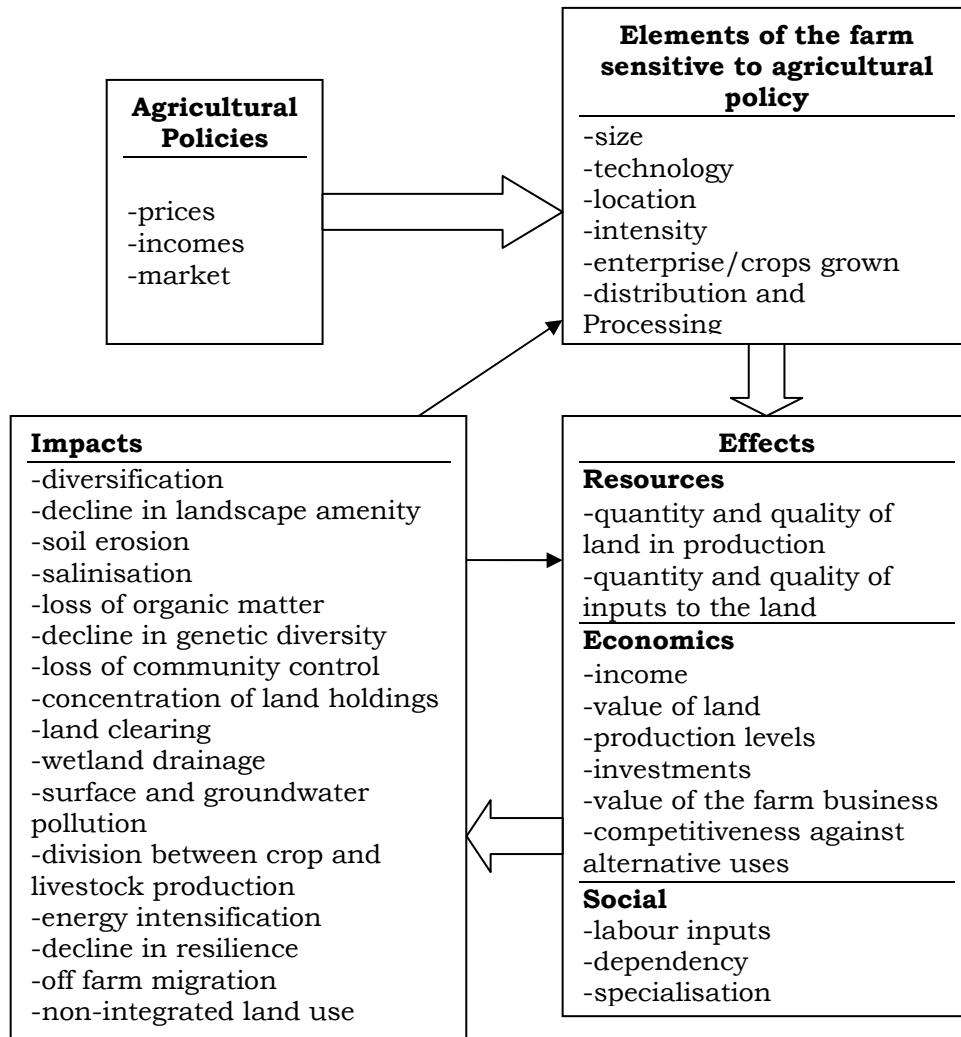 Agricultural
Policies
-prices
-incomes
-market
Elements of the farm
sensitive to agricultural
policy
-size
-technology
-location
-intensity
-enterprise/crops grown
-distribution and
Processing
Impacts
-diversification
-decline in landscape amenity
-soil erosion
-salinisation
-loss of organic matter
-decline in genetic diversity
-loss of community control
-concentration of land holdings
-land clearing
-wetland drainage
-surface and groundwater
pollution
-division between crop and
livestock production
-energy intensification
-decline in resilience
-off farm migration
-non-integrated land use
Effects
Resources
-quantity and quality of
land in production
-quantity and quality of
inputs to the land
Economics
-income
-value of land
-production levels
-investments
-value of the farm business
-competitiveness against
alternative uses
Social
-labour inputs
-dependency
-specialisation